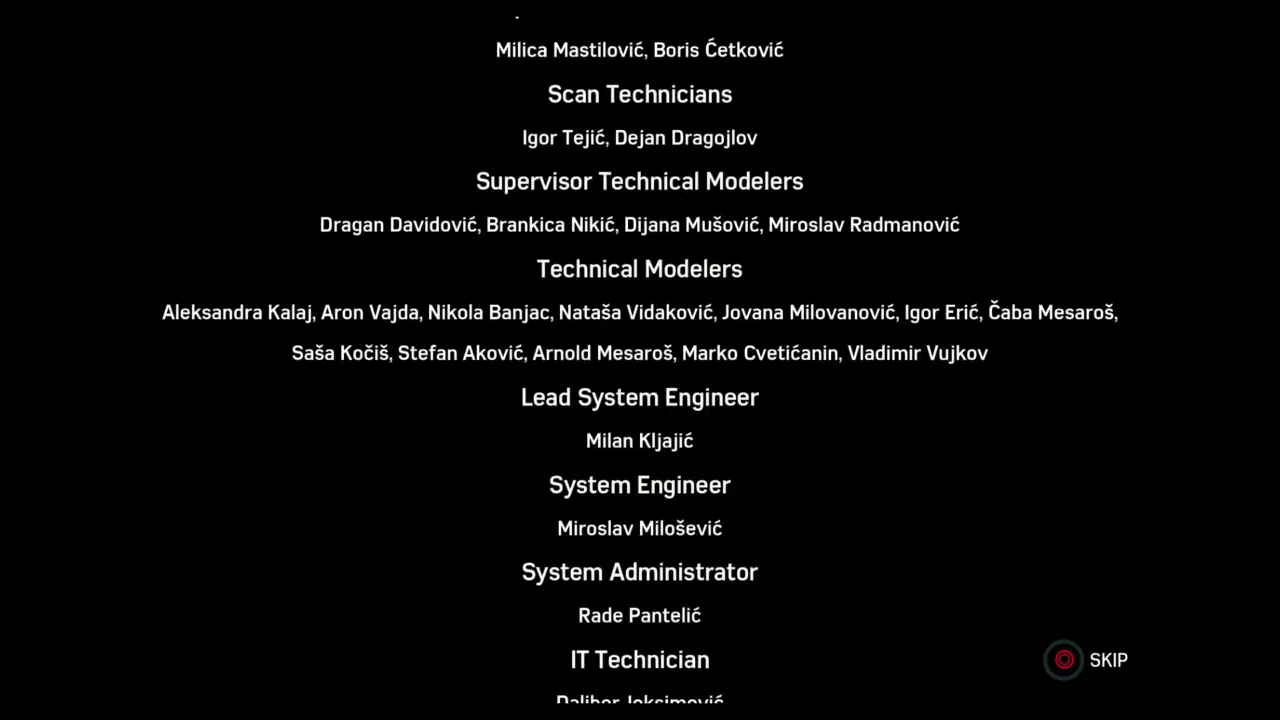 Milica Mastilović, Boris Ćetković
Scan Technicians
Igor Tejić, Dejan Dragojlov
Supervisor Technical Modelers
Dragan Davidović, Brankica Nikić, Dijana Mušović, Miroslav Radmanović
Technical Modelers
Aleksandra Kalaj, Aron Vajda, Nikola Banjac, Nataša Vidaković, Jovana Milovanović, Igor Erić, Čaba Mesaroš,
Saša Kočiš, Stefan Aković, Arnold Mesaroš, Marko Cvetićanin, Vladimir Vujkov
Lead System Engineer
Milan Kljajić
System Engineer
Miroslav Milošević
System Administrator
Rade Pantelić
IT Technician
SKIP
Dalibor Joksimović